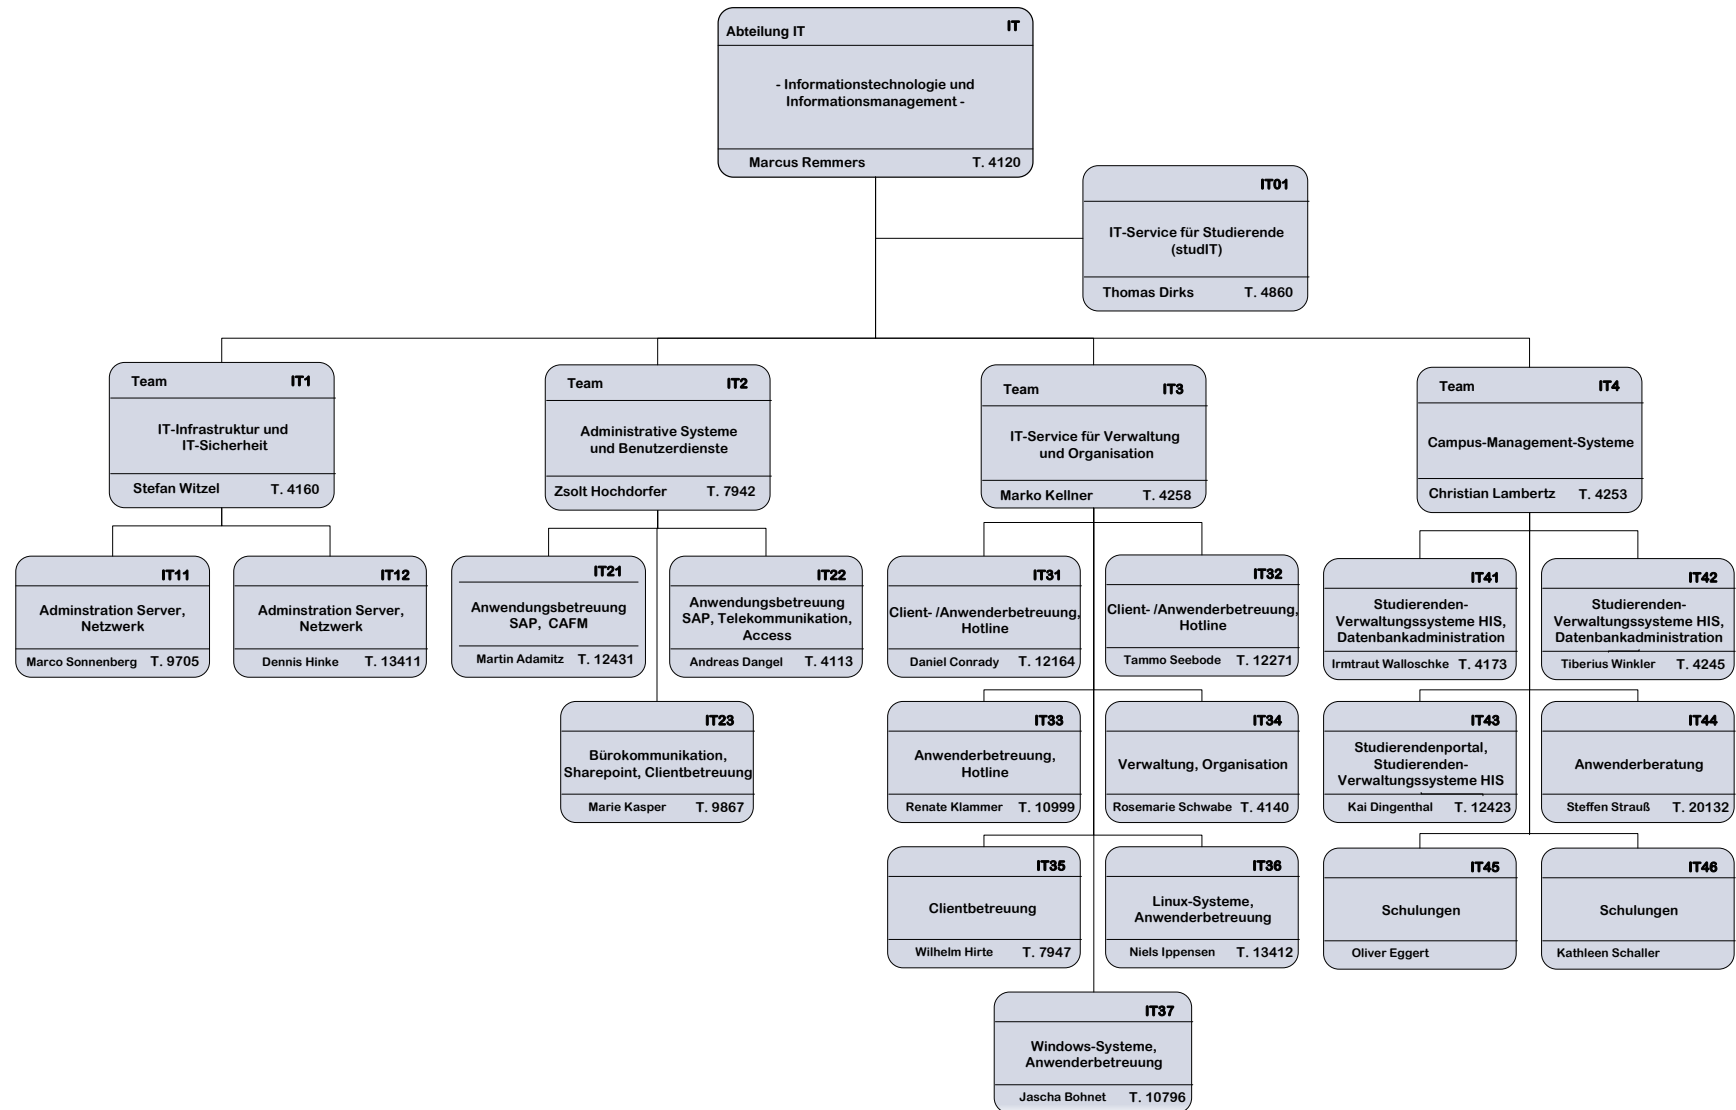 Abteilung IT IT
- Informationstechnologie und
Informationsmanagement -
Marcus Remmers T. 4120
IT01
IT-Service für Studierende
(studIT)
Thomas Dirks T. 4860
Team IT1
IT-Infrastruktur und
IT-Sicherheit
Stefan Witzel T. 4160
Team IT2
Administrative Systeme
und Benutzerdienste
Zsolt Hochdorfer T. 7942
Team IT3
IT-Service für Verwaltung
und Organisation
Marko Kellner T. 4258
Team IT4
Campus-Management-Systeme
Christian Lambertz T. 4253
IT11
Adminstration Server,
Netzwerk
Marco Sonnenberg T. 9705
IT12
Adminstration Server,
Netzwerk
Dennis Hinke T. 13411
IT21
Anwendungsbetreuung
SAP, CAFM
Martin Adamitz T. 12431
IT22
Anwendungsbetreuung
SAP, Telekommunikation,
Access
Andreas Dangel T. 4113
IT23
Bürokommunikation,
Sharepoint, Clientbetreuung
Marie Kasper T. 9867
IT31
Client- /Anwenderbetreuung,
Hotline
Daniel Conrady T. 12164
IT32
Client- /Anwenderbetreuung,
Hotline
Tammo Seebode T. 12271
IT33
Anwenderbetreuung,
Hotline
Renate Klammer T. 10999
IT34
Verwaltung, Organisation
Rosemarie Schwabe T. 4140
IT35
Clientbetreuung
Wilhelm Hirte T. 7947
IT36
Linux-Systeme,
Anwenderbetreuung
Niels Ippensen T. 13412
IT37
Windows-Systeme,
Anwenderbetreuung
Jascha Bohnet T. 10796
IT41
Studierenden-
Verwaltungssysteme HIS,
Datenbankadministration
Irmtraut Walloschke T. 4173
IT42
Studierenden-
Verwaltungssysteme HIS,
Datenbankadministration
Tiberius Winkler T. 4245
IT43
Studierendenportal,
Studierenden-
Verwaltungssysteme HIS
Kai Dingenthal T. 12423
IT44
Anwenderberatung
Steffen Strauß T. 20132
IT45
Schulungen
Oliver Eggert
IT46
Schulungen
Kathleen Schaller